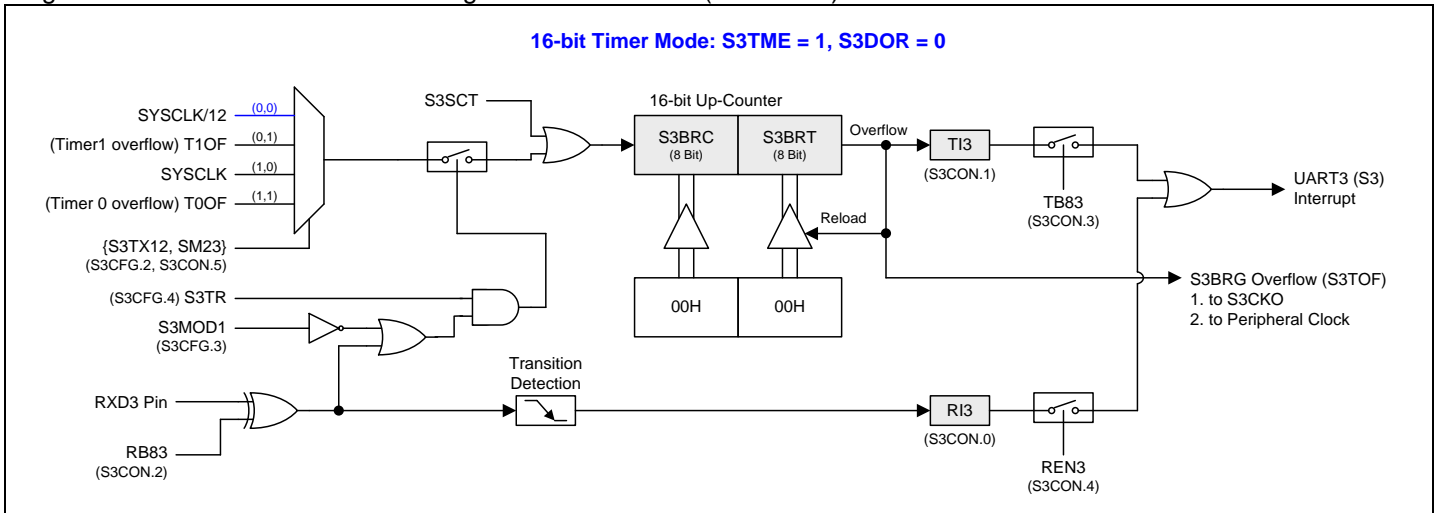 16-bit Timer Mode: S3TME = 1, S3DOR = 0
S3SCT
16-bit Up-Counter
SYSCLK/12
(0,0)
(Timer1 overflow) T1OF
(0,1)
SYSCLK
(1,0)
(Timer 0 overflow) T0OF
(1,1)
{S3TX12, SM23}
(S3CFG.2, S3CON.5)
(S3CFG.4) S3TR
S3MOD1
(S3CFG.3)
RXD3 Pin
RB83
(S3CON.2)
Transition
Detection
S3BRC
(8 Bit)
S3BRT
(8 Bit)
Overflow
Reload
00H
00H
TI3
(S3CON.1)
TB83
(S3CON.3)
UART3 (S3)
Interrupt
S3BRG Overflow (S3TOF)
1. to S3CKO
2. to Peripheral Clock
RI3
(S3CON.0)
REN3
(S3CON.4)